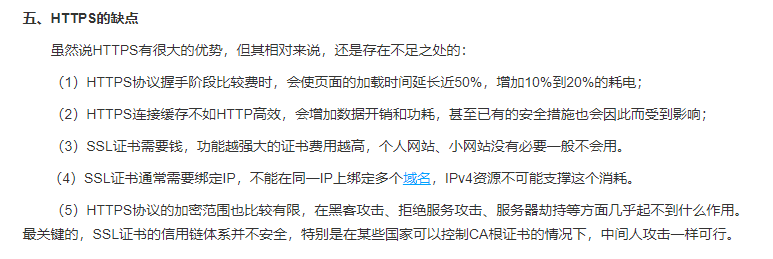 五、HTTPS的缺点
虽然说HTTPS有很大的优势，但其相对来说，还是存在不足之处的：
（1）HTTPS协议握手阶段比较费时，会使页面的加载时间延长近50%，增加10%到20%的耗电；
（2）HTTPS连接缓存不如HTTP高效，会增加数据开销和功耗，甚至已有的安全措施也会因此而受到影响；
（3）SSL证书需要钱，功能越强大的证书费用越高，个人网站、小网站没有必要一般不会用。
（4）SSL证书通常需要绑定IP，不能在同一IP上绑定多个域名，IPv4资源不可能支撑这个消耗。
（5）HTTPS协议的加密范围也比较有限，在黑客攻击、拒绝服务攻击、服务器劫持等方面几乎起不到什么作用。
最关键的，SSL证书的信用链体系并不安全，特别是在某些国家可以控制CA根证书的情况下，中间人攻击一样可行。